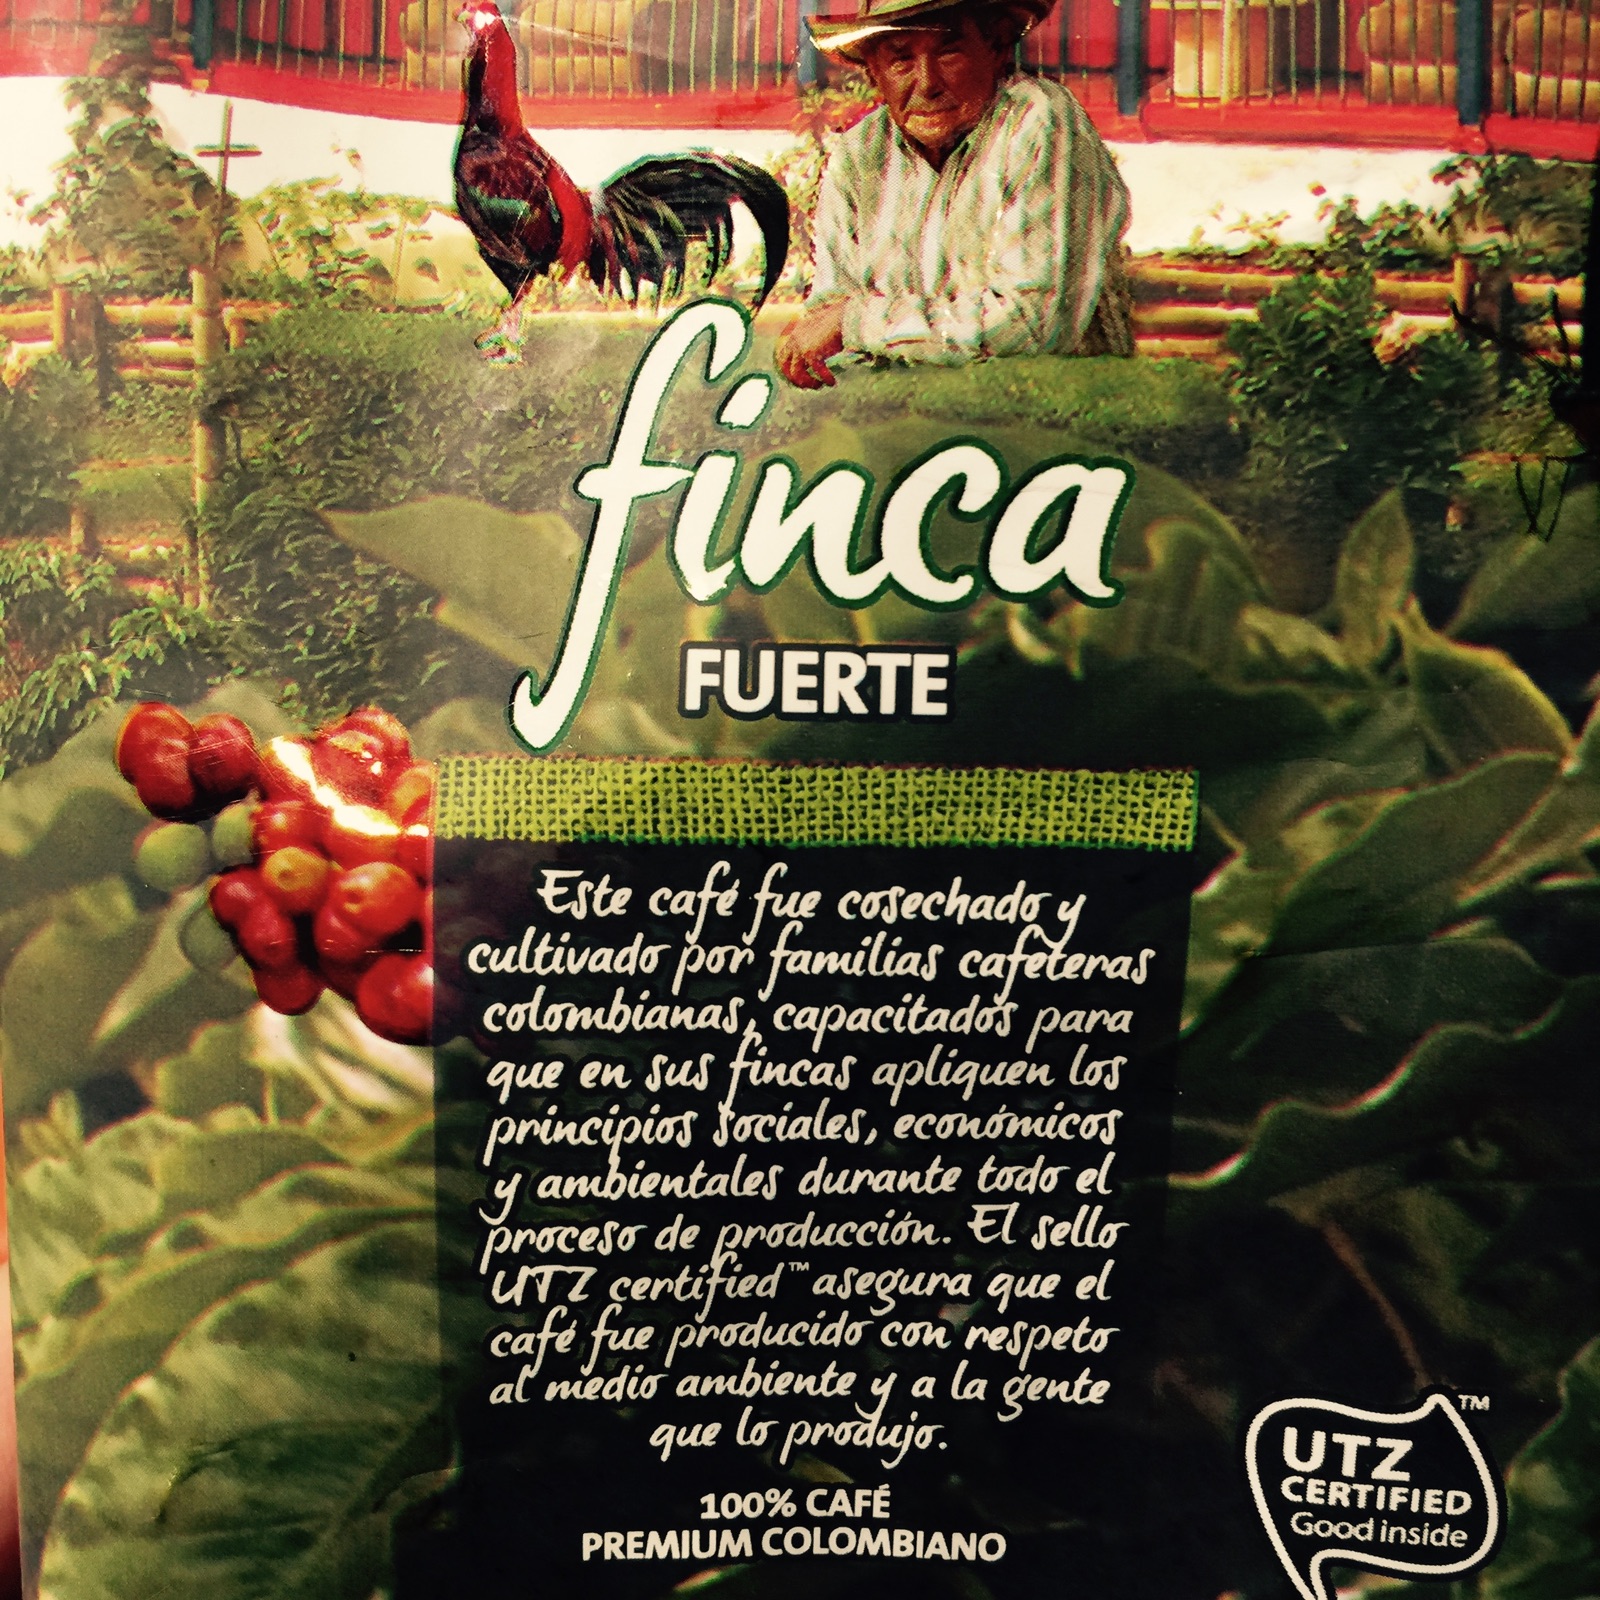 finca
FUERTE
Este café fue cosechado y
cultivado por familias cafeteras
colombianas, capacitados para
que en sus fincas apliquen los
principios sociales, económicos
y ambientales durante todo el
proceso de producción. El sello
UTZ certified™ asegura que el
café fue producido con respeto
al medio ambiente y a la gente
que lo produjo.
100% CAFÉ
PREMIUM COLOMBIANO
UTZ
CERTIFIED
Good inside
™